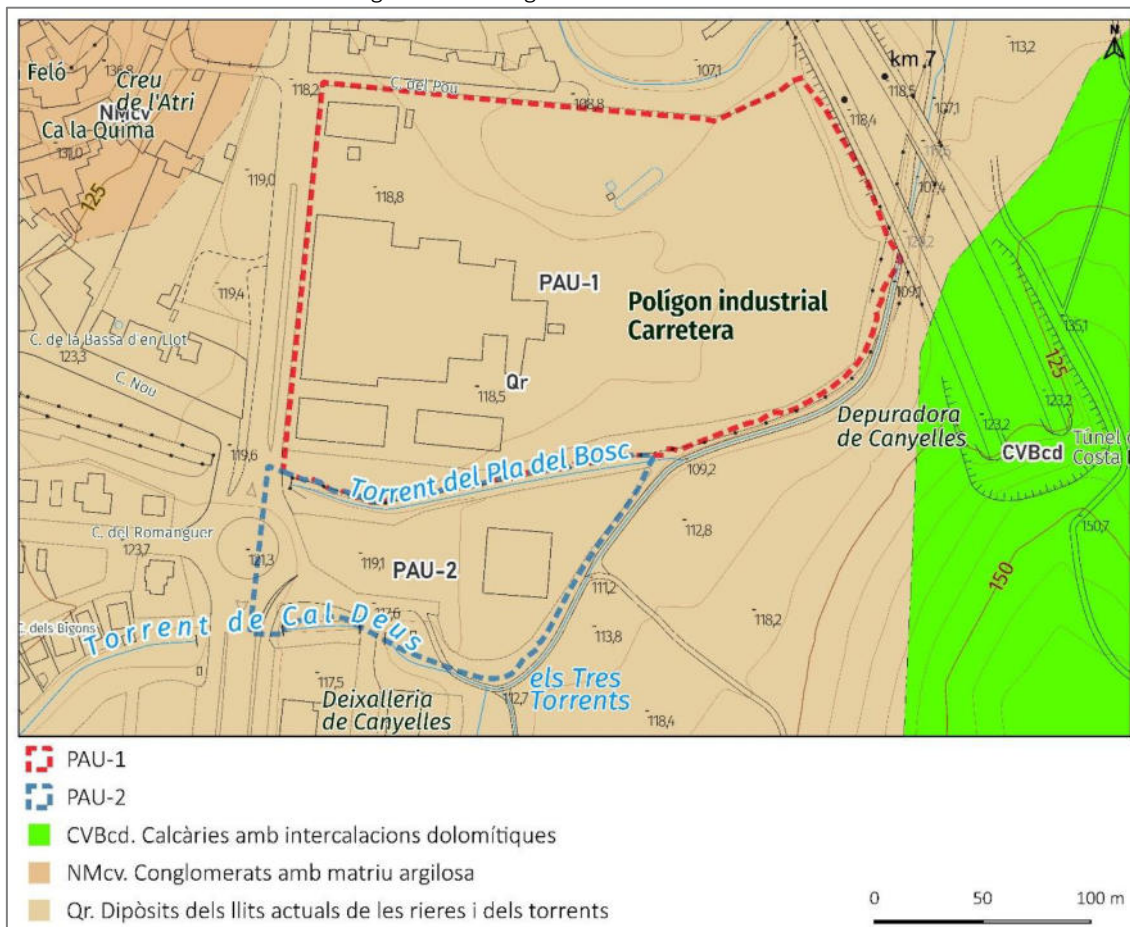 N
km 7
113,2
Feló
Creu
de l'Atri
118,2
C. del Pou
108,8
107,1
118,5
107,1
NMcv
Ca la Quima
131,0
118,4
107,4
125
119,0
118,8
119,4
PAU-1
109,1
Polígon industrial
Carretera
135,1
C. de la Bassa d'en Llot
123,3
C. Nou
125
Qr
118,5
123,2
123,2
Depuradora
de Canyelles
CVBcd
Túnel
Costa
119,6
Torrent del Pla del Bosc
109,2
150,7
C. del Romanguer
123,7
121,3
119,1
PAU-2
112,8
111,2
150
Torrent de Cal Deus
117,6
C. dels Bigons
113,8
118,2
els Tres
Torrents
117,5
Deixalleria
de Canyelles
112,7
118,4
PAU-1
PAU-2
CVBcd. Calcàries amb intercalacions dolomítiques
NMcv. Conglomerats amb matriu argilosa
Qr. Dipòsits dels llits actuals de les rieres i dels torrents
0 50 100 m